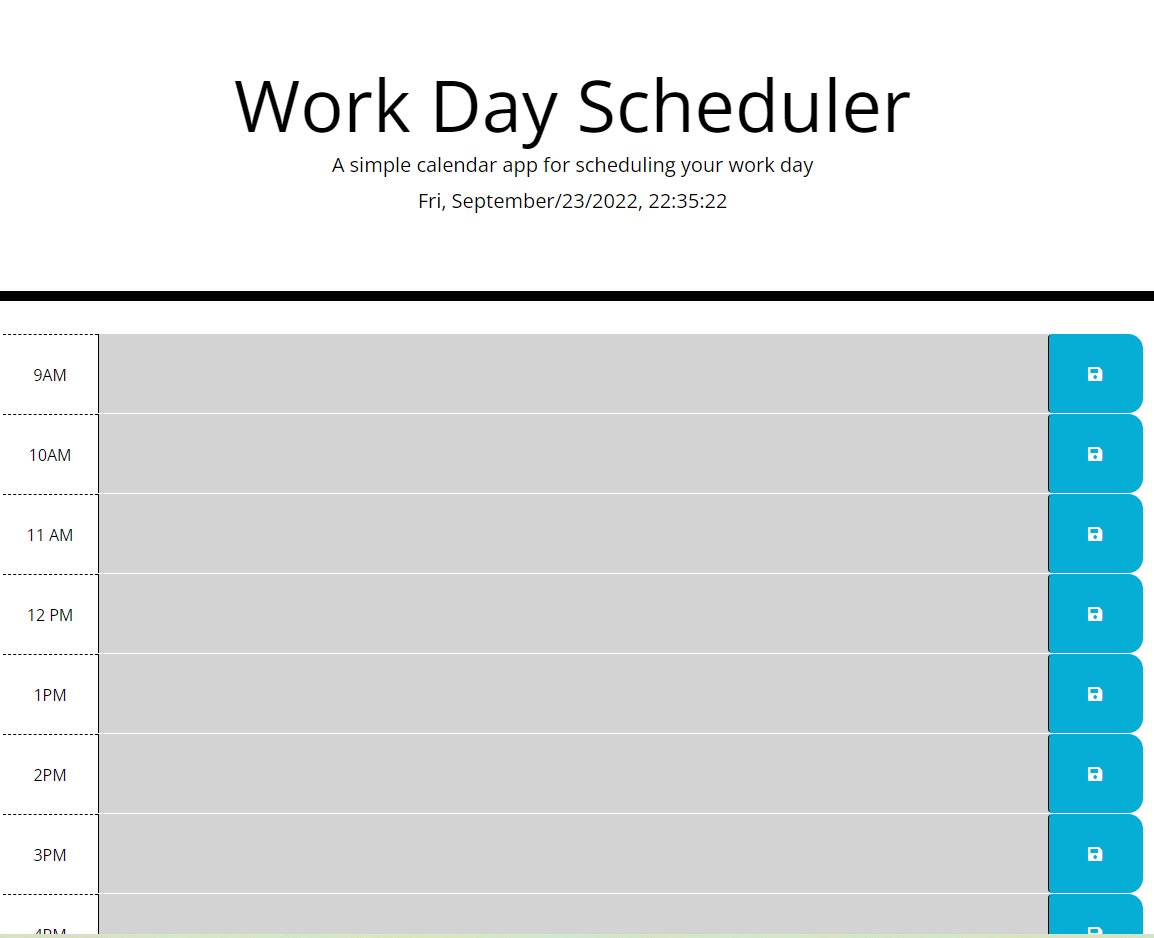 Work Day Scheduler
A simple calendar app for scheduling your work day
Fri, September/23/2022, 22:35:22
9AM
10AM
11 AM
12 PM
1PM
2PM
3PM
4PM